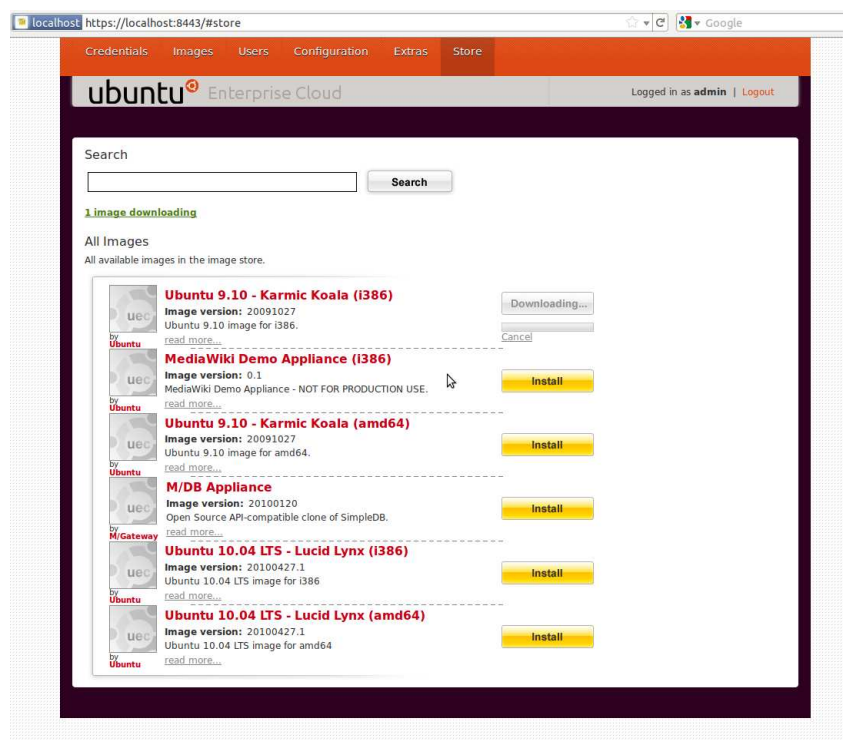 localhost https://localhost:8443/#store
Google
Credentials Images Users Configuration Extras Store
ubuntu Enterprise Cloud
Logged in as admin | Logout
Search
Search
1 image downloading
All Images
All available images in the image store.
uec
by
Ubuntu
Ubuntu 9.10 - Karmic Koala (i386)
Image version: 20091027
Ubuntu 9.10 image for i386.
read more...
Downloading...
Cancel
uec
by
Ubuntu
MediaWiki Demo Appliance (i386)
Image version: 0.1
MediaWiki Demo Appliance - NOT FOR PRODUCTION USE.
read more...
Install
uec
by
Ubuntu
Ubuntu 9.10 - Karmic Koala (amd64)
Image version: 20091027
Ubuntu 9.10 image for amd64.
read more...
Install
uec
by
M/Gateway
M/DB Appliance
Image version: 20100120
Open Source API-compatible clone of SimpleDB.
read more...
Install
uec
by
Ubuntu
Ubuntu 10.04 LTS - Lucid Lynx (i386)
Image version: 20100427.1
Ubuntu 10.04 LTS image for i386
read more...
Install
uec
by
Ubuntu
Ubuntu 10.04 LTS - Lucid Lynx (amd64)
Image version: 20100427.1
Ubuntu 10.04 LTS image for amd64
read more...
Install